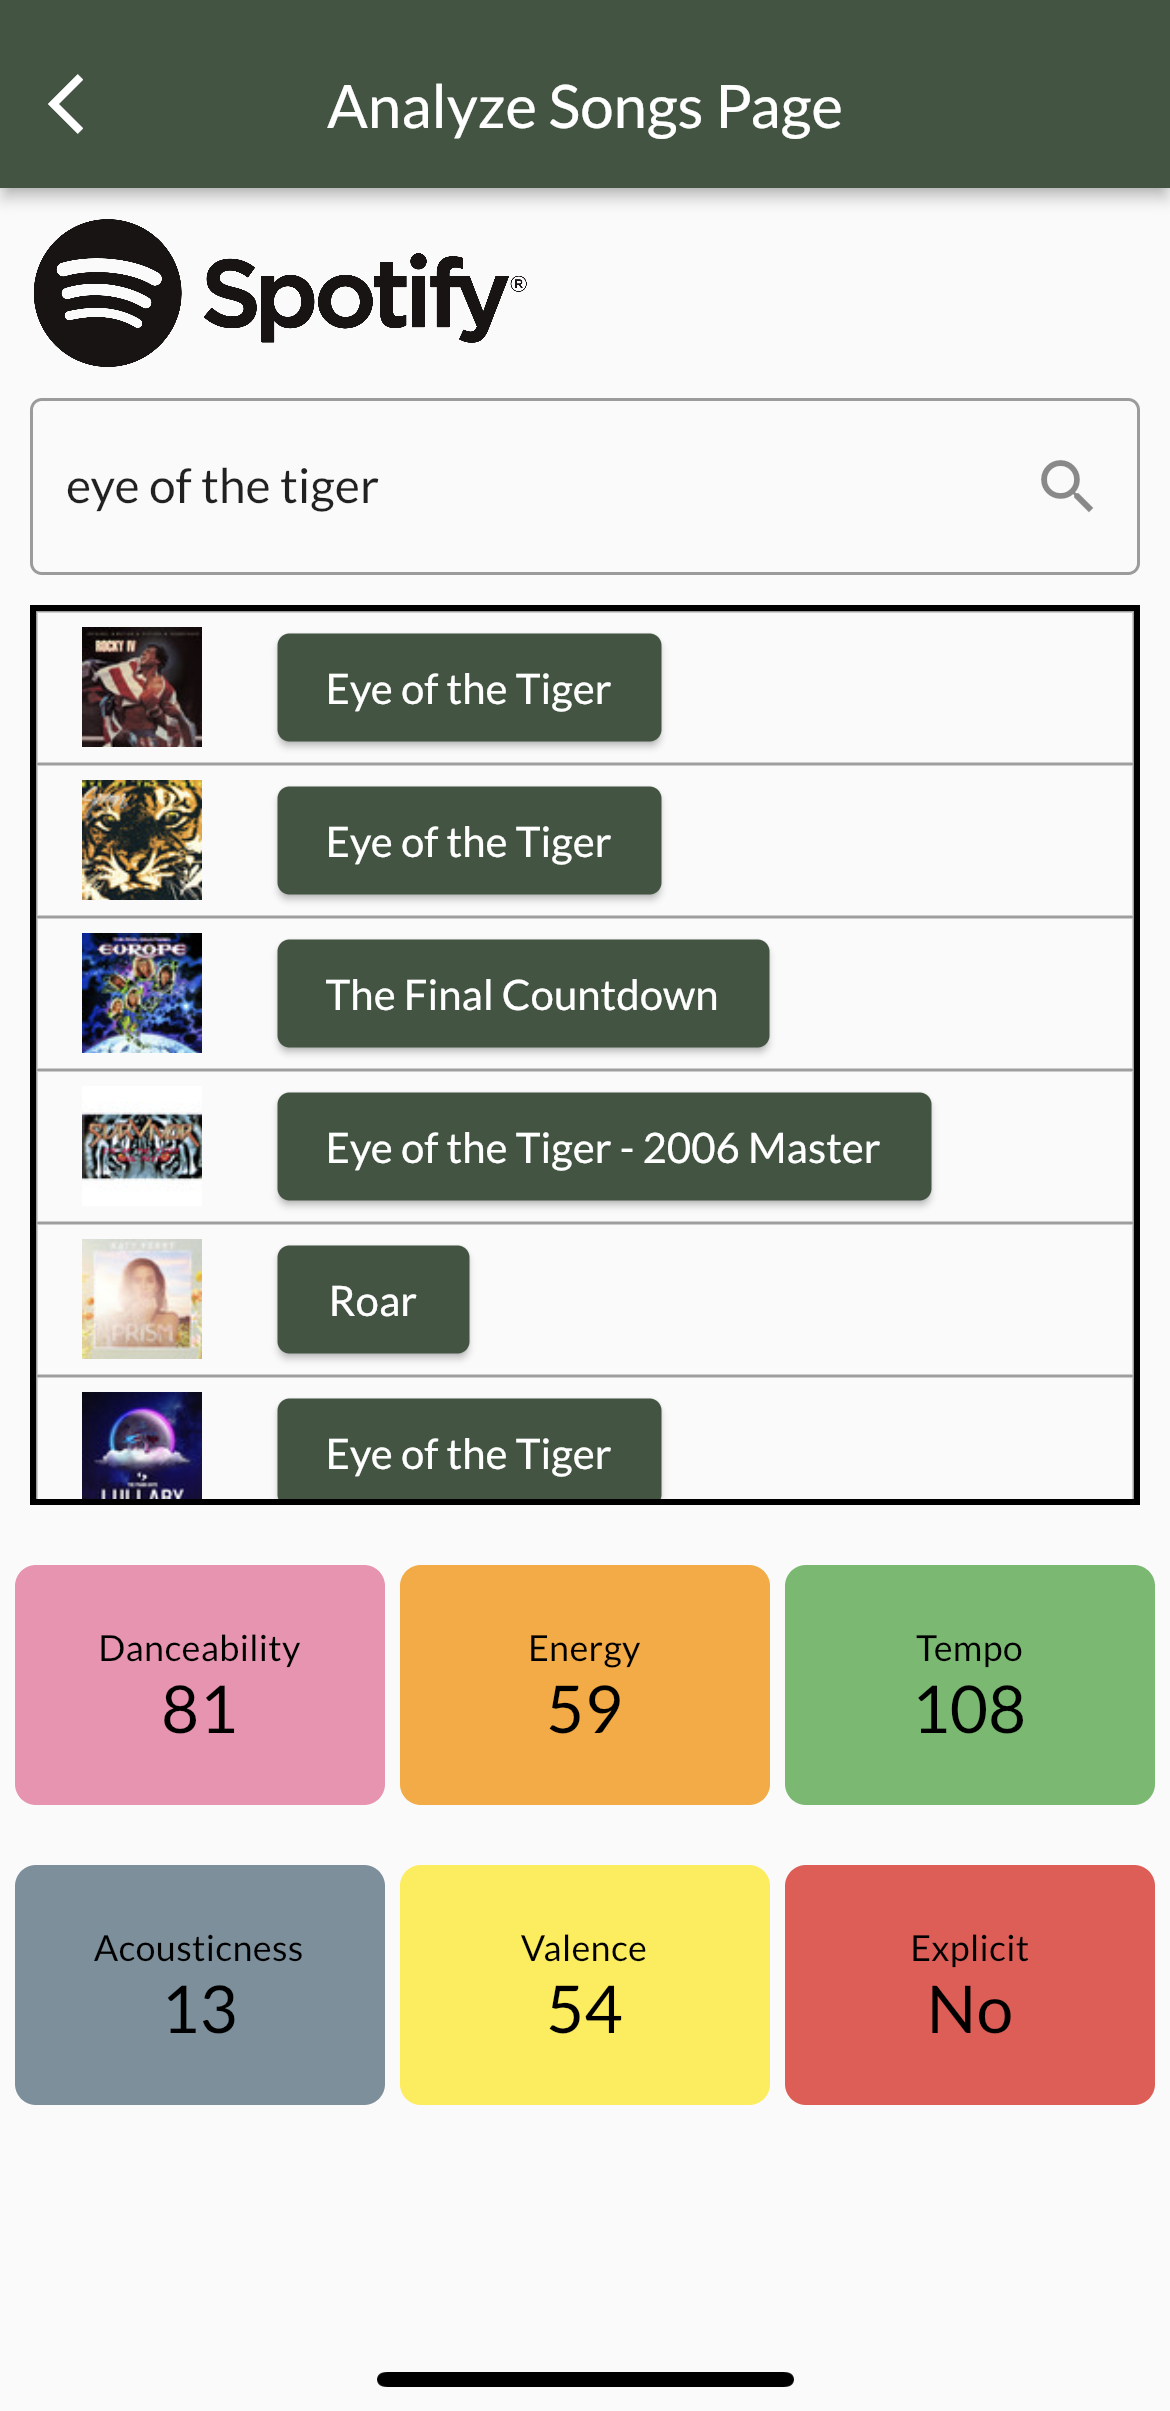 Analyze Songs Page
Spotify®
eye of the tiger
ROCKY IV
Eye of the Tiger
Eye of the Tiger
EUROPE
The Final Countdown
Eye of the Tiger - 2006 Master
KATY PERRY
PRISM
Roar
LULLABY
Eye of the Tiger
Danceability
81
Energy
59
Tempo
108
Acousticness
13
Valence
54
Explicit
No